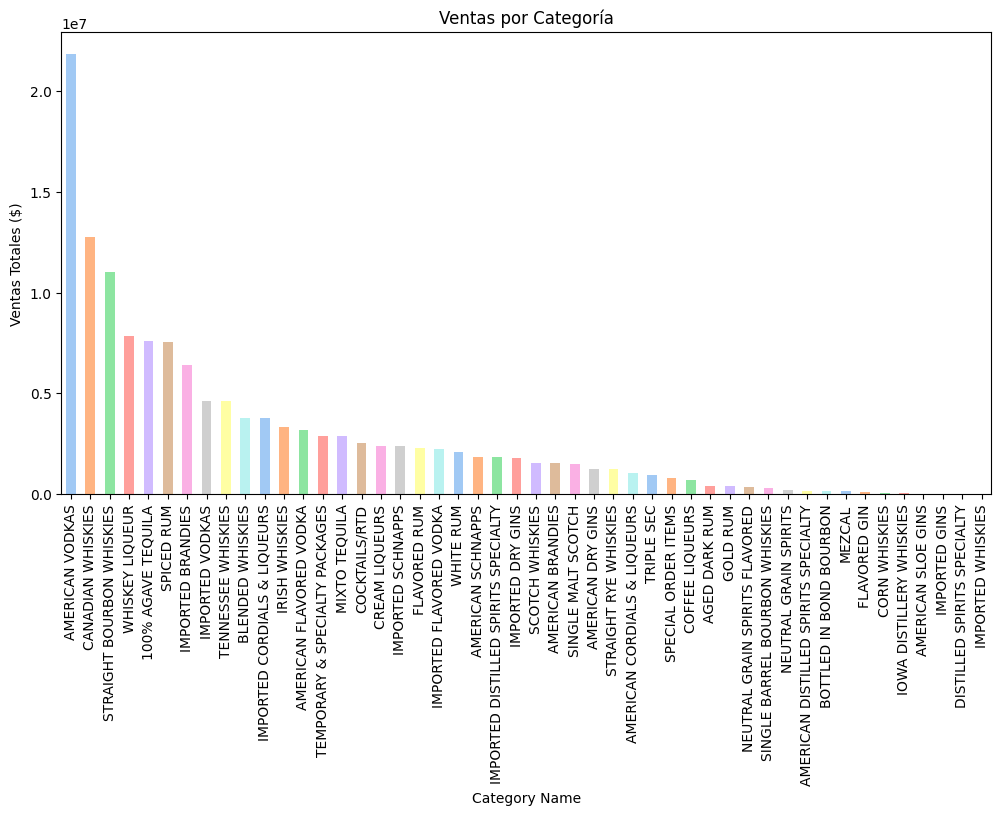 Ventas por Categoría
1e7
Ventas Totales ($)
2.0
1.5
1.0
0.5
0.0
AMERICAN VODKAS
CANADIAN WHISKIES
STRAIGHT BOURBON WHISKIES
WHISKEY LIQUEUR
100% AGAVE TEQUILA
SPICED RUM
IMPORTED BRANDIES
IMPORTED VODKAS
TENNESSEE WHISKIES
BLENDED WHISKIES
IMPORTED CORDIALS & LIQUEURS
IRISH WHISKIES
AMERICAN FLAVORED VODKA
TEMPORARY & SPECIALTY PACKAGES
MIXTO TEQUILA
COCKTAILS/RTD
CREAM LIQUEURS
IMPORTED SCHNAPPS
FLAVORED RUM
IMPORTED FLAVORED VODKA
WHITE RUM
AMERICAN SCHNAPPS
IMPORTED DISTILLED SPIRITS SPECIALTY
IMPORTED DRY GINS
SCOTCH WHISKIES
AMERICAN BRANDIES
SINGLE MALT SCOTCH
AMERICAN DRY GINS
STRAIGHT RYE WHISKIES
AMERICAN CORDIALS & LIQUEURS
TRIPLE SEC
SPECIAL ORDER ITEMS
COFFEE LIQUEURS
AGED DARK RUM
GOLD RUM
NEUTRAL GRAIN SPIRITS FLAVORED
SINGLE BARREL BOURBON WHISKIES
NEUTRAL GRAIN SPIRITS
AMERICAN DISTILLED SPIRITS SPECIALTY
BOTTLED IN BOND BOURBON
MEZCAL
FLAVORED GIN
CORN WHISKIES
IOWA DISTILLERY WHISKIES
AMERICAN SLOE GINS
IMPORTED GINS
DISTILLED SPIRITS SPECIALTY
IMPORTED WHISKIES
Category Name